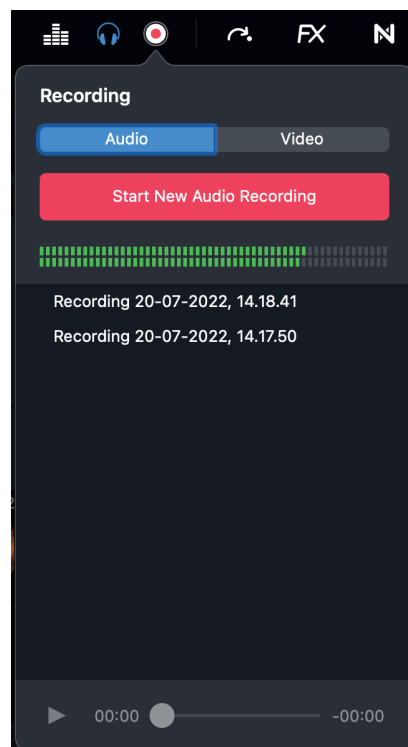 FX
Recording
Audio Video
Start New Audio Recording
Recording 20-07-2022, 14.18.41
Recording 20-07-2022, 14.17.50
00:00 -00:00